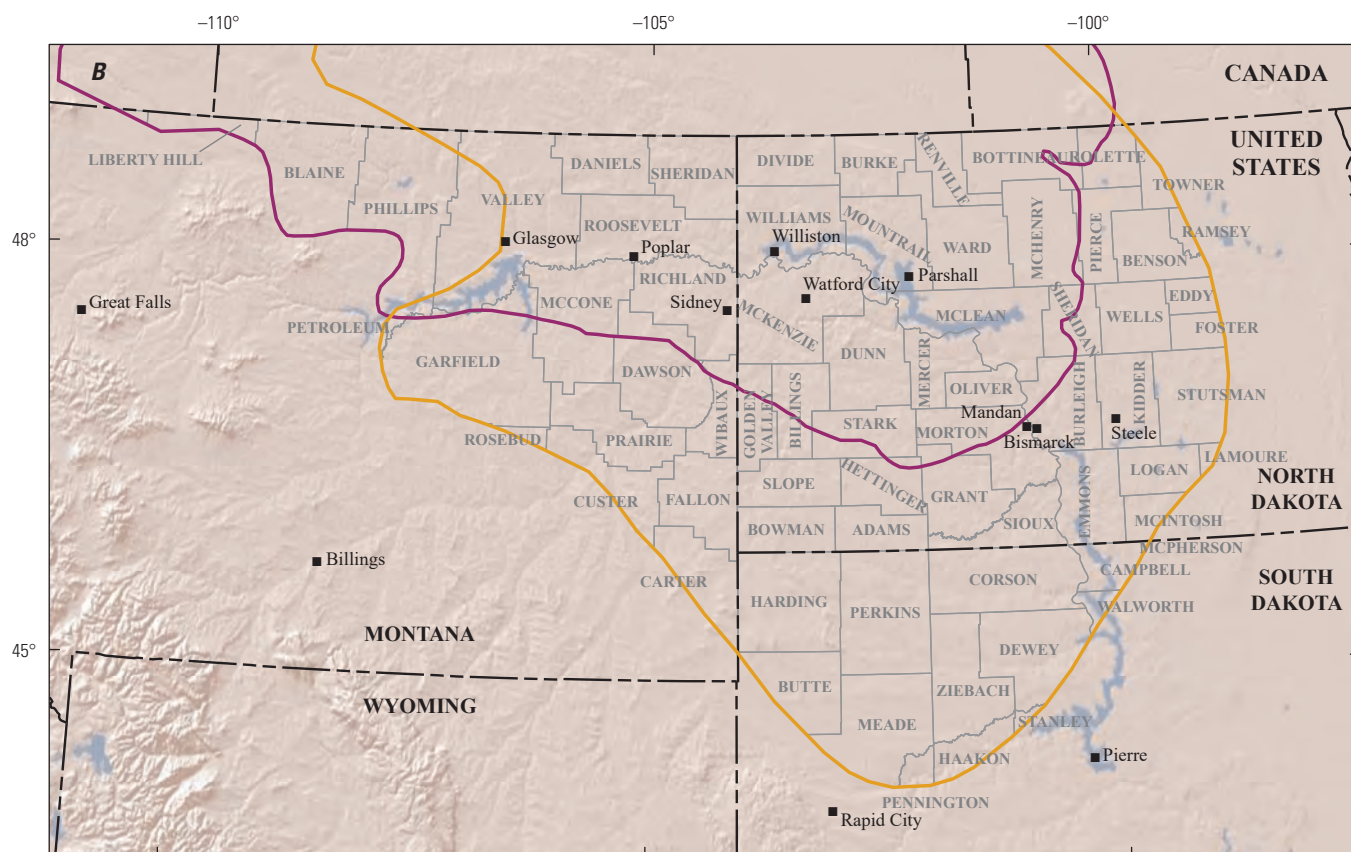 –110°
–105°
–100°
B
CANADA
UNITED
STATES
LIBERTY HILL
BLAINE
PHILLIPS
VALLEY
DANIELS
SHERIDAN
ROOSEVELT
DIVIDE
BURKE
RENVILLE
BOTTINEAU
ROLETTE
TOWNER
WILLIAMS
MOUNTRAIL
WARD
MCHENRY
PIERCE
RAMSEY
BENSON
48°
Glasgow
Poplar
Williston
Parshall
Great Falls
RICHLAND
MCCONE
Sidney
Watford City
MCKENZIE
MCLEAN
SHERIDAN
WELLS
EDDY
FOSTER
PETROLEUM
GARFIELD
DAWSON
WIBAUX
GOLDEN
VALLEY
BILLINGS
DUNN
MERCER
OLIVER
BURLEIGH
KIDDER
STUTSMAN
Mandan
Bismarck
Steele
ROSEBUD
PRAIRIE
STARK
MORTON
LOGAN
LAMOURE
CUSTER
FALLON
SLOPE
HETTINGER
GRANT
SIOUX
EMMONS
MCINTOSH
NORTH
DAKOTA
BOWMAN
ADAMS
MCPHERSON
Billings
CARTER
HARDING
PERKINS
CORSON
CAMPBELL
WALWORTH
SOUTH
DAKOTA
MONTANA
45°
DEWEY
WYOMING
BUTTE
MEADE
ZIEBACH
STANLEY
HAAKON
Pierre
PENNINGTON
Rapid City